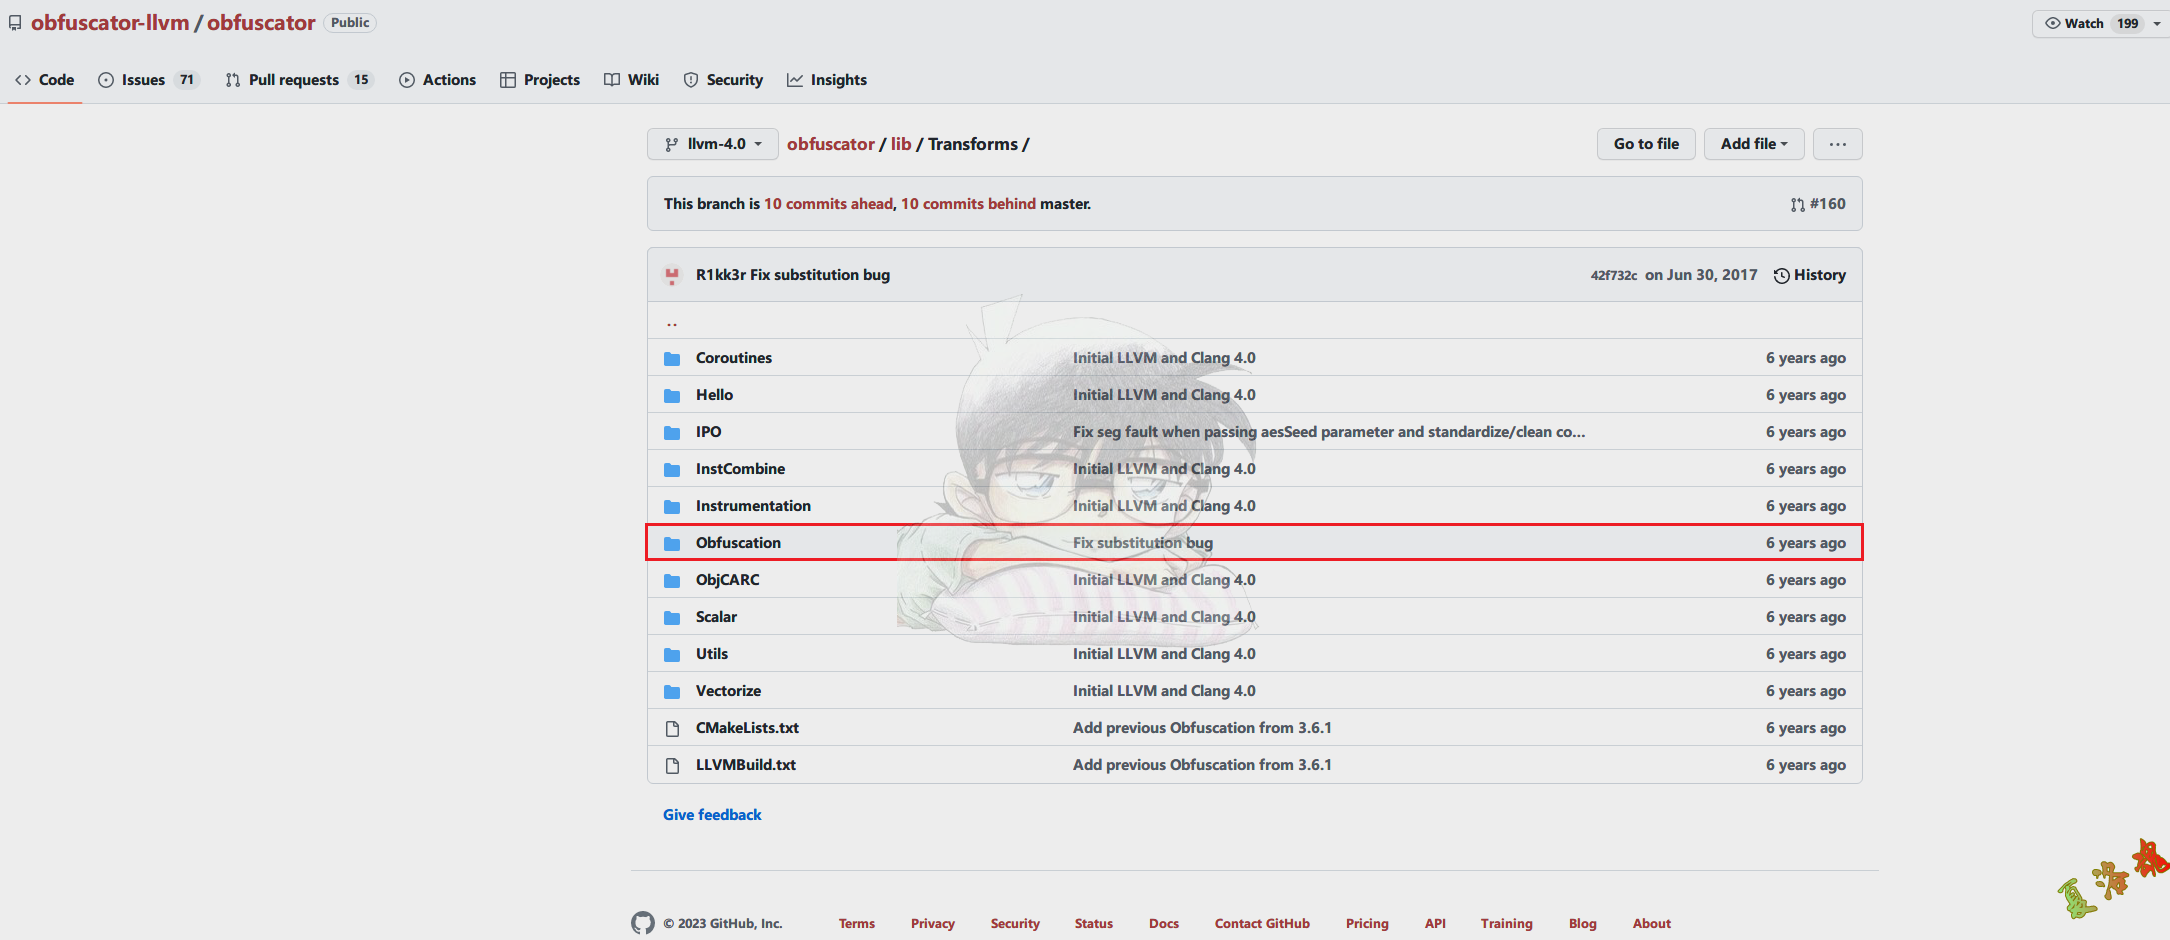 obfuscator-llvm / obfuscator Public Watch 199
Code Issues 71 Pull requests 15 Actions Projects Wiki Security Insights
llvm-4.0 obfuscator / lib / Transforms / Go to file Add file ...
This branch is 10 commits ahead, 10 commits behind master. #160
R1kk3r Fix substitution bug 42f732c on Jun 30, 2017 History
..
Coroutines Initial LLVM and Clang 4.0 6 years ago
Hello Initial LLVM and Clang 4.0 6 years ago
IPO Fix seg fault when passing aesSeed parameter and standardize/clean co... 6 years ago
InstCombine Initial LLVM and Clang 4.0 6 years ago
Instrumentation Initial LLVM and Clang 4.0 6 years ago
Obfuscation Fix substitution bug 6 years ago
ObjCARC Initial LLVM and Clang 4.0 6 years ago
Scalar Initial LLVM and Clang 4.0 6 years ago
Utils Initial LLVM and Clang 4.0 6 years ago
Vectorize Initial LLVM and Clang 4.0 6 years ago
CMakeLists.txt Add previous Obfuscation from 3.6.1 6 years ago
LLVMBuild.txt Add previous Obfuscation from 3.6.1 6 years ago
Give feedback
© 2023 GitHub, Inc. Terms Privacy Security Status Docs Contact GitHub Pricing API Training Blog About